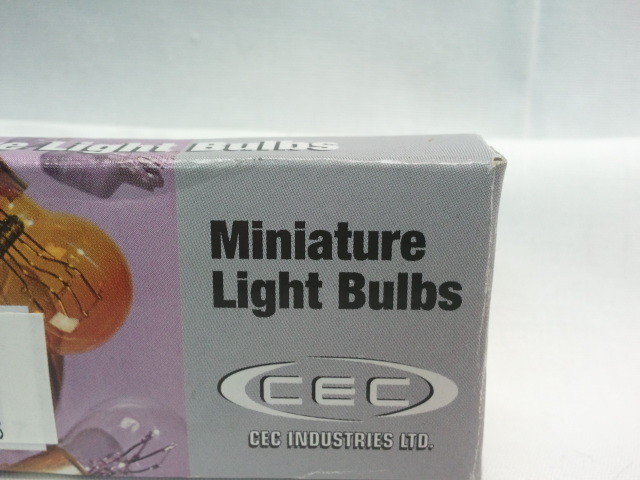 Light Bulbs
Miniature
Light Bulbs
CEC
CEC INDUSTRIES LTD.